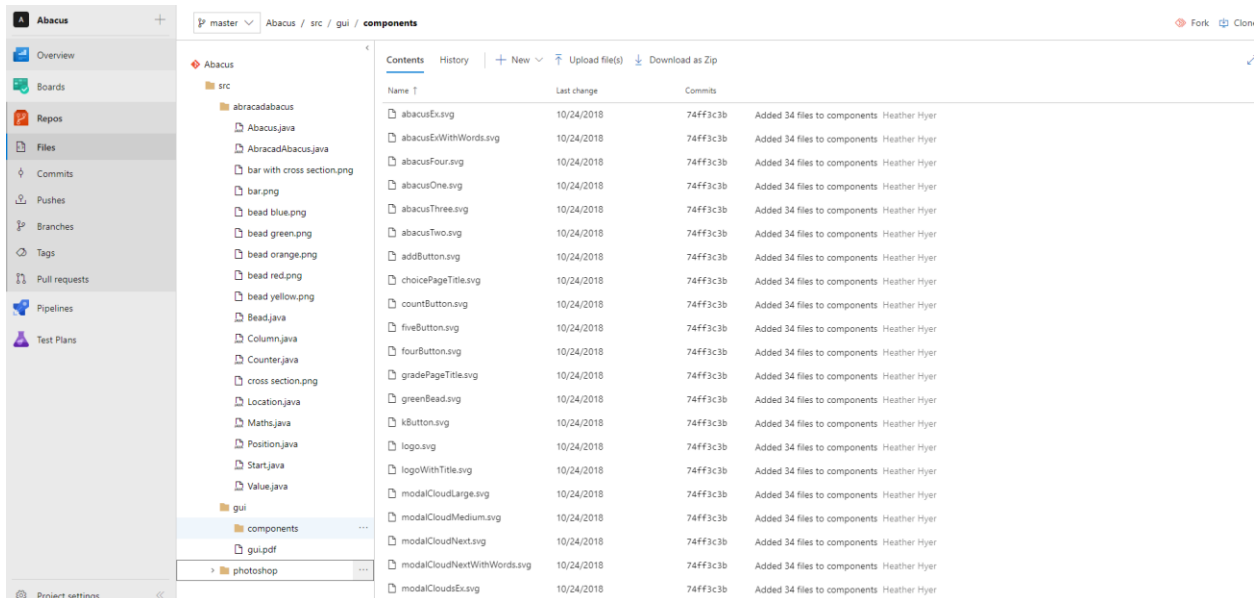 A Abacus
master Abacus / src / gui / components
Fork Clone
Overview
Boards
Repos
Files
Commits
Pushes
Branches
Tags
Pull requests
Pipelines
Test Plans
Project settings
Abacus
src
abracadabacus
Abacus.java
AbracadAbacus.java
bar with cross section.png
bar.png
bead blue.png
bead green.png
bead orange.png
bead red.png
bead yellow.png
Bead.java
Column.java
Counter.java
cross section.png
Location.java
Maths.java
Position.java
Start.java
Value.java
gui
components
gui.pdf
photoshop
Contents History New Upload file(s) Download as Zip
Name Last change Commits
abacusEx.svg 10/24/2018 74ff3c3b Added 34 files to components Heather Hyer
abacusExWithWords.svg 10/24/2018 74ff3c3b Added 34 files to components Heather Hyer
abacusFour.svg 10/24/2018 74ff3c3b Added 34 files to components Heather Hyer
abacusOne.svg 10/24/2018 74ff3c3b Added 34 files to components Heather Hyer
abacusThree.svg 10/24/2018 74ff3c3b Added 34 files to components Heather Hyer
abacusTwo.svg 10/24/2018 74ff3c3b Added 34 files to components Heather Hyer
addButton.svg 10/24/2018 74ff3c3b Added 34 files to components Heather Hyer
choicePageTitle.svg 10/24/2018 74ff3c3b Added 34 files to components Heather Hyer
countButton.svg 10/24/2018 74ff3c3b Added 34 files to components Heather Hyer
fiveButton.svg 10/24/2018 74ff3c3b Added 34 files to components Heather Hyer
fourButton.svg 10/24/2018 74ff3c3b Added 34 files to components Heather Hyer
gradePageTitle.svg 10/24/2018 74ff3c3b Added 34 files to components Heather Hyer
greenBead.svg 10/24/2018 74ff3c3b Added 34 files to components Heather Hyer
kButton.svg 10/24/2018 74ff3c3b Added 34 files to components Heather Hyer
logo.svg 10/24/2018 74ff3c3b Added 34 files to components Heather Hyer
logoWithTitle.svg 10/24/2018 74ff3c3b Added 34 files to components Heather Hyer
modalCloudLarge.svg 10/24/2018 74ff3c3b Added 34 files to components Heather Hyer
modalCloudMedium.svg 10/24/2018 74ff3c3b Added 34 files to components Heather Hyer
modalCloudNext.svg 10/24/2018 74ff3c3b Added 34 files to components Heather Hyer
modalCloudNextWithWords.svg 10/24/2018 74ff3c3b Added 34 files to components Heather Hyer
modalCloudsEx.svg 10/24/2018 74ff3c3b Added 34 files to components Heather Hyer